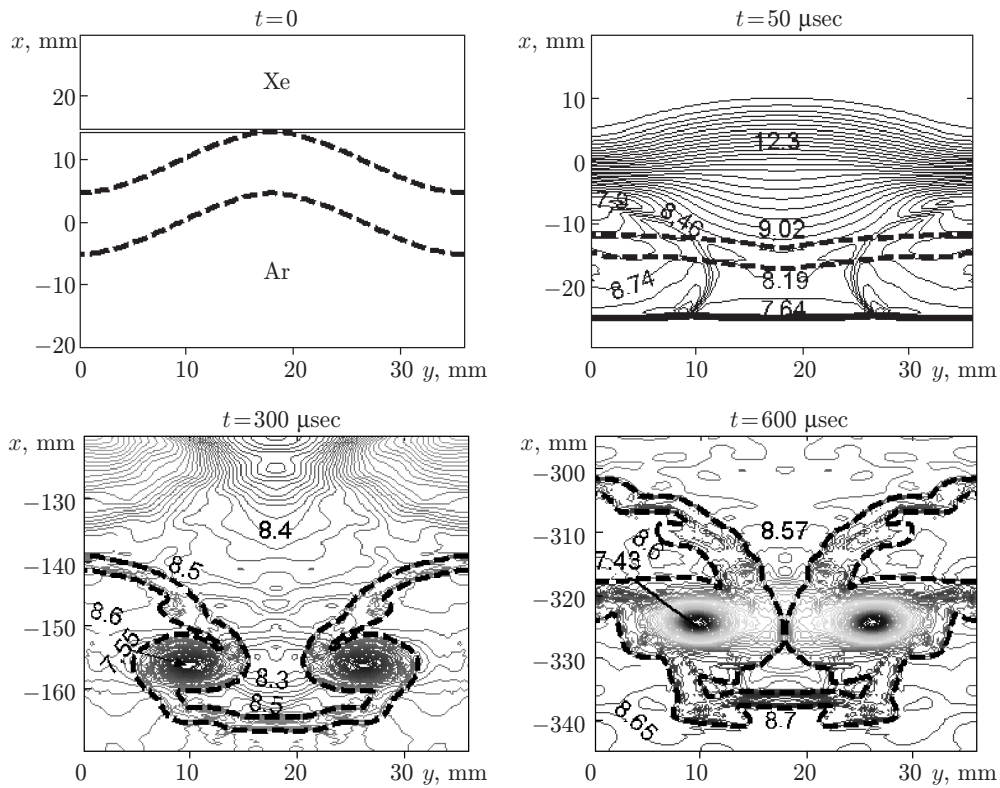 t=0
x, mm
20
10
0
−10
−20
Xe
Ar
0 10 20 30 y, mm
t=50 μsec
x, mm
10
0
−10
−20
12.3
7.9
8.46
9.02
8.74
8.19
7.64
0 10 20 30 y, mm
t=300 μsec
x, mm
−130
−140
−150
−160
8.4
8.5
8.6
7.55
8.3
8.5
0 10 20 30 y, mm
t=600 μsec
x, mm
−300
−310
−320
−330
−340
8.57
8.6
7.43
8.65
8.7
0 10 20 30 y, mm